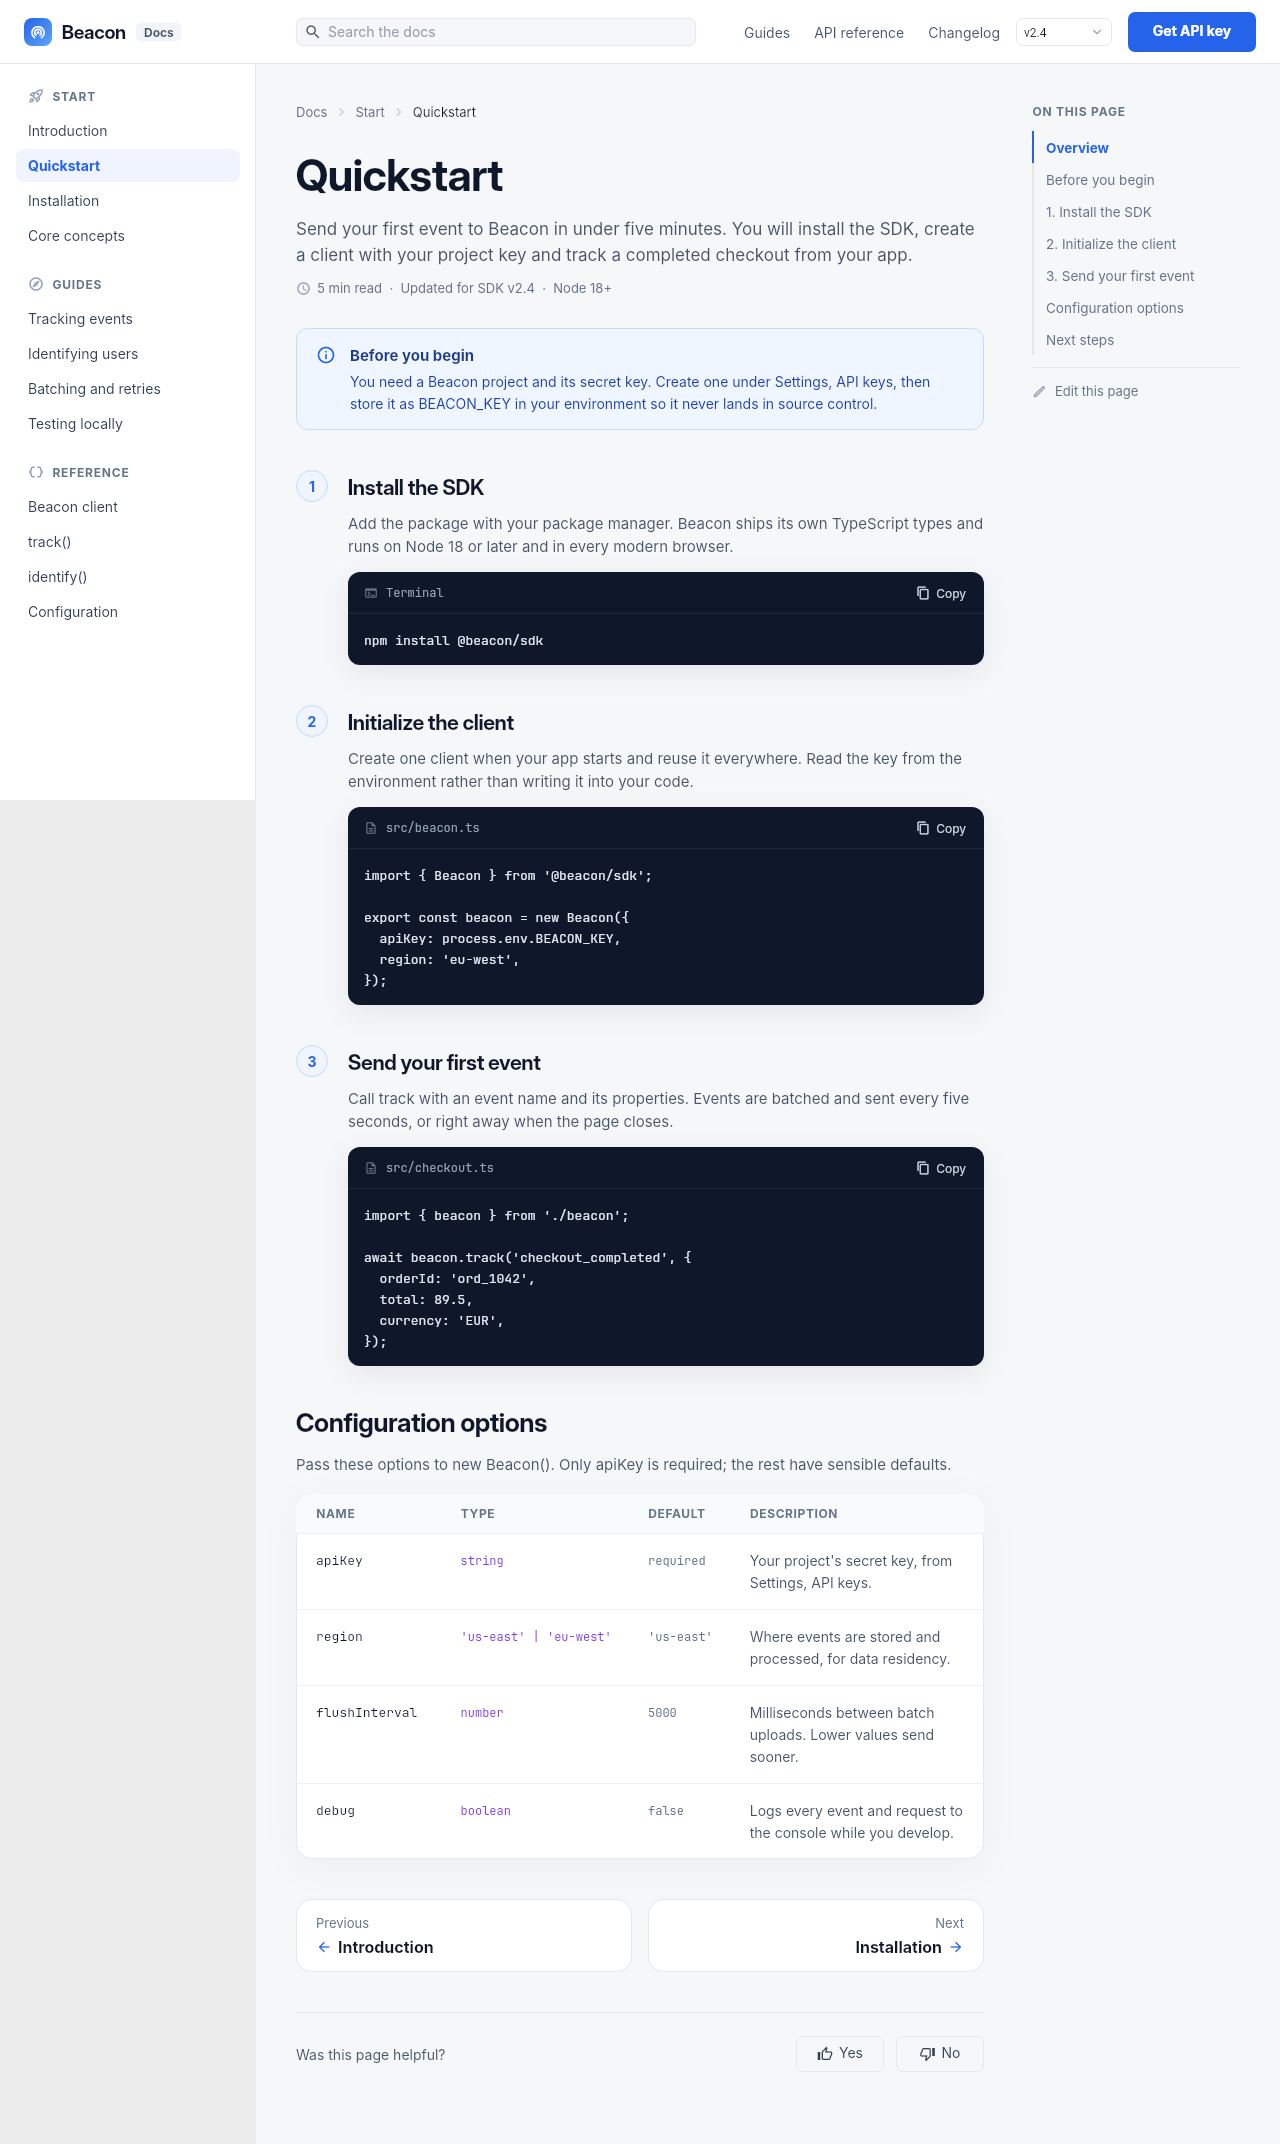 Beacon Docs
Search the docs
Guides API reference Changelog v2.4 Get API key
START
Introduction
Quickstart
Installation
Core concepts
GUIDES
Tracking events
Identifying users
Batching and retries
Testing locally
REFERENCE
Beacon client
track()
identify()
Configuration
Docs Start Quickstart
Quickstart
Send your first event to Beacon in under five minutes. You will install the SDK, create
a client with your project key and track a completed checkout from your app.
5 min read · Updated for SDK v2.4 · Node 18+
Before you begin
You need a Beacon project and its secret key. Create one under Settings, API keys, then
store it as BEACON_KEY in your environment so it never lands in source control.
1 Install the SDK
Add the package with your package manager. Beacon ships its own TypeScript types and
runs on Node 18 or later and in every modern browser.
Terminal Copy
npm install @beacon/sdk
2 Initialize the client
Create one client when your app starts and reuse it everywhere. Read the key from the
environment rather than writing it into your code.
src/beacon.ts Copy
import { Beacon } from '@beacon/sdk';
export const beacon = new Beacon({
  apiKey: process.env.BEACON_KEY,
  region: 'eu-west',
});
3 Send your first event
Call track with an event name and its properties. Events are batched and sent every five
seconds, or right away when the page closes.
src/checkout.ts Copy
import { beacon } from './beacon';
await beacon.track('checkout_completed', {
  orderId: 'ord_1042',
  total: 89.5,
  currency: 'EUR',
});
Configuration options
Pass these options to new Beacon(). Only apiKey is required; the rest have sensible defaults.
NAME TYPE DEFAULT DESCRIPTION
apiKey string required Your project's secret key, from
Settings, API keys.
region 'us-east' | 'eu-west' 'us-east' Where events are stored and
processed, for data residency.
flushInterval number 5000 Milliseconds between batch
uploads. Lower values send
sooner.
debug boolean false Logs every event and request to
the console while you develop.
Previous
Introduction
Next
Installation
Was this page helpful? Yes No
ON THIS PAGE
Overview
Before you begin
1. Install the SDK
2. Initialize the client
3. Send your first event
Configuration options
Next steps
Edit this page